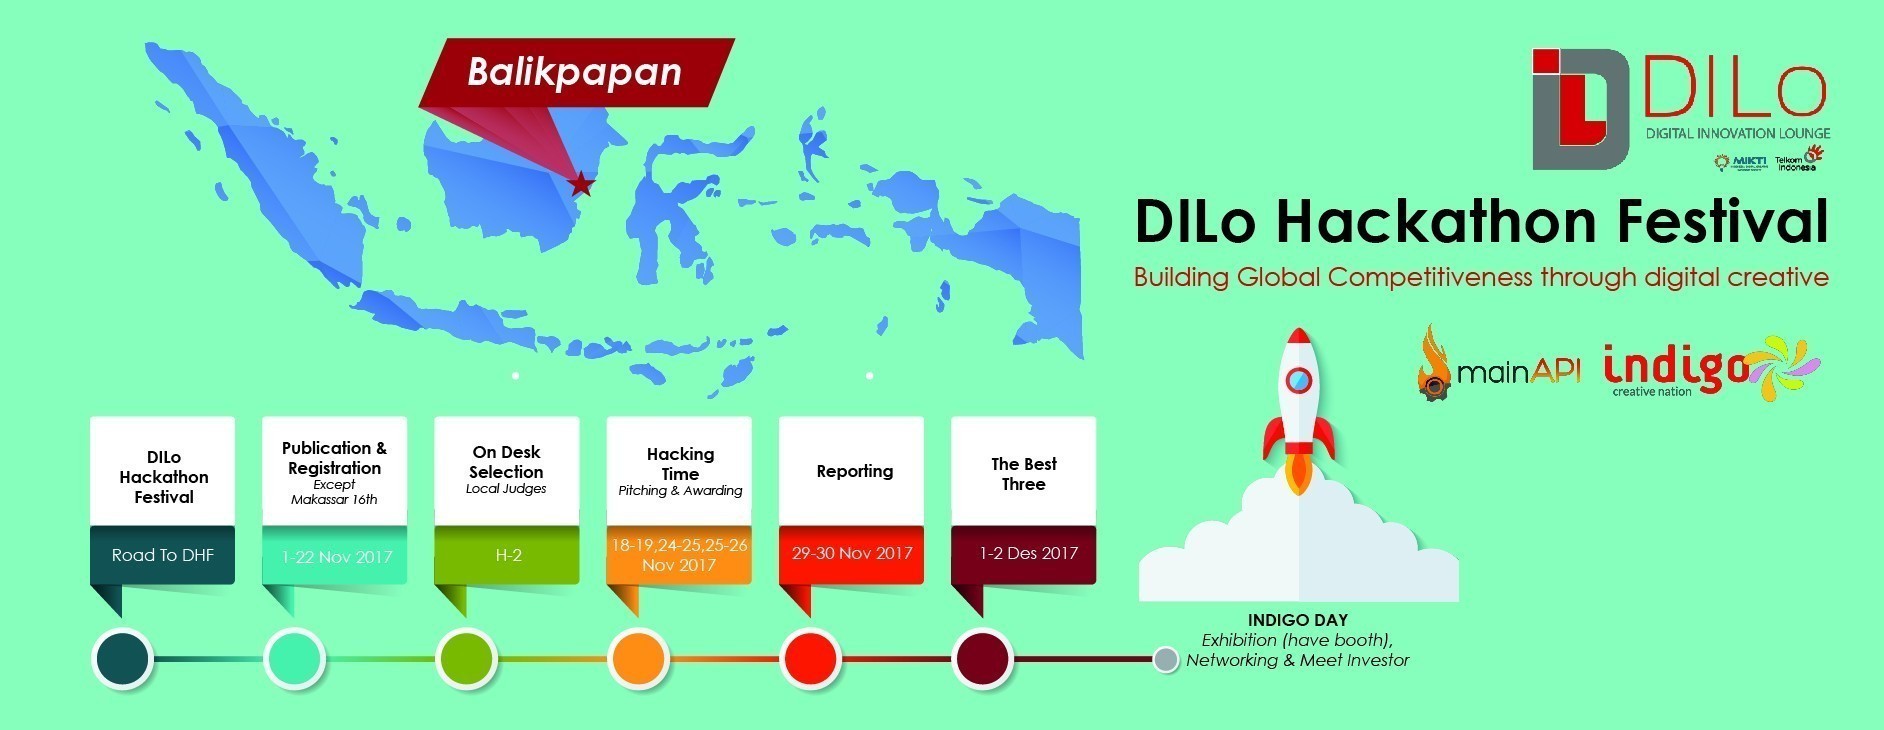 Balikpapan
DILo
DIGITAL INNOVATION LOUNGE
MIKTI
Telkom
Indonesia
DILo Hackathon Festival
Building Global Competitiveness through digital creative
mainAPI
indigo
creative nation
DILo
Hackathon
Festival
Road To DHF
Publication &
Registration
Except
Makassar 16th
1-22 Nov 2017
On Desk
Selection
Local Judges
H-2
Hacking
Time
Pitching & Awarding
18-19,24-25,25-26
Nov 2017
Reporting
29-30 Nov 2017
The Best
Three
1-2 Des 2017
INDIGO DAY
Exhibition (have booth),
Networking & Meet Investor